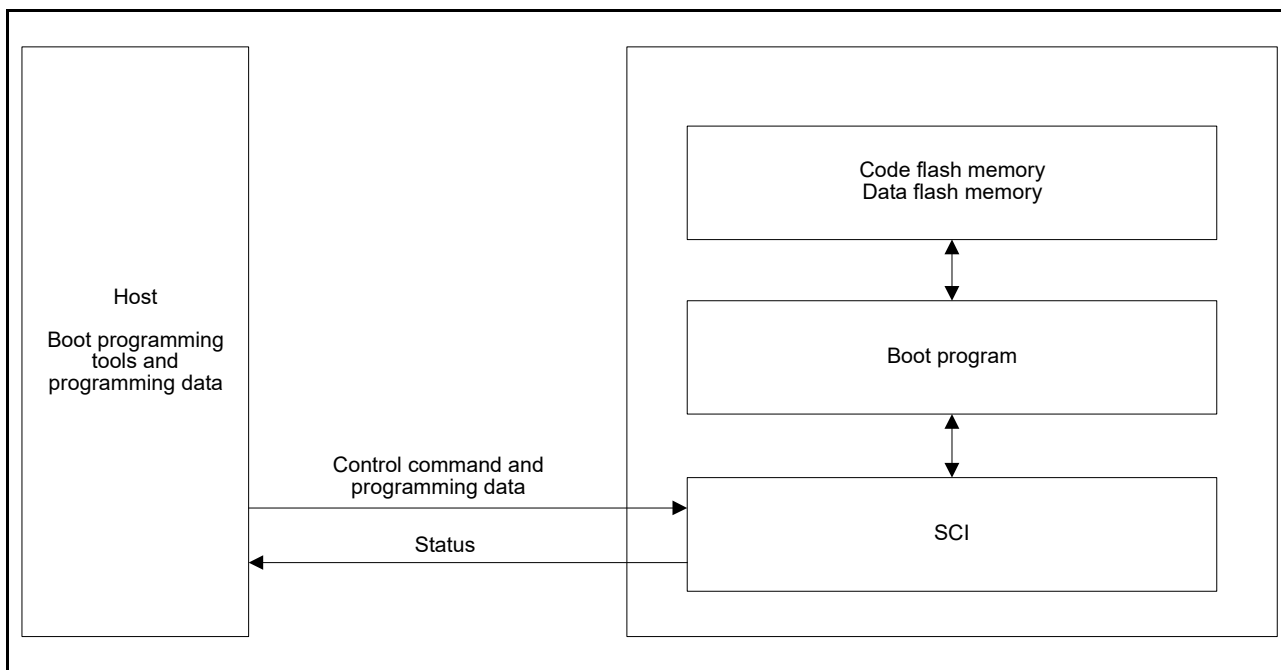 Host
Boot programming
tools and
programming data
Control command and
programming data
Status
Code flash memory
Data flash memory
Boot program
SCI